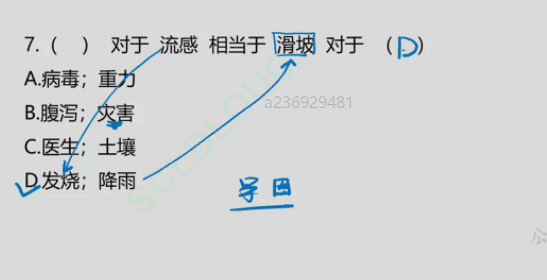 7.（ ） 对于 流感 相当于 滑坡 对于 （D）
a236929481
A.病毒；重力
B.腹泻；灾害
C.医生；土壤
D.发烧；降雨
导因
公